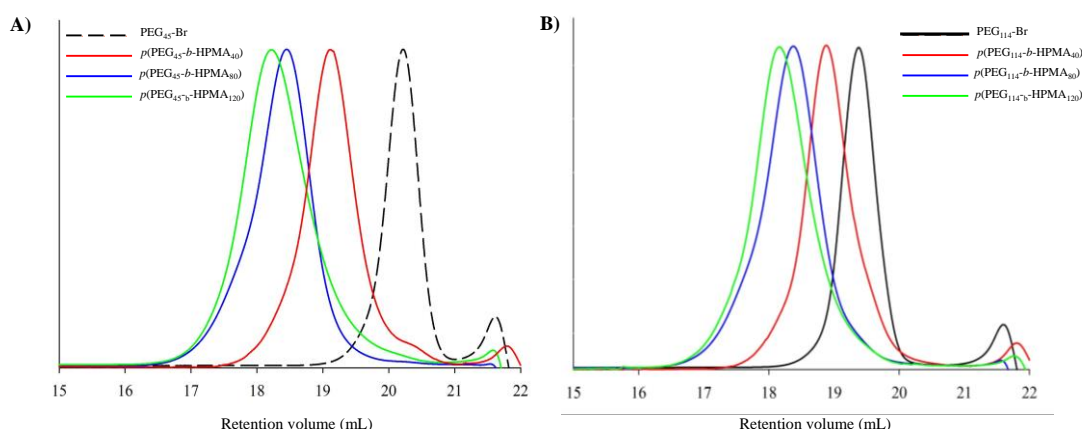 A)
PEG45-Br
p(PEG45-b-HPMA40)
p(PEG45-b-HPMA80)
p(PEG45-b-HPMA120)
15 16 17 18 19 20 21 22
Retention volume (mL)
B)
PEG114-Br
p(PEG114-b-HPMA40)
p(PEG114-b-HPMA80)
p(PEG114-b-HPMA120)
15 16 17 18 19 20 21 22
Retention volume (mL)